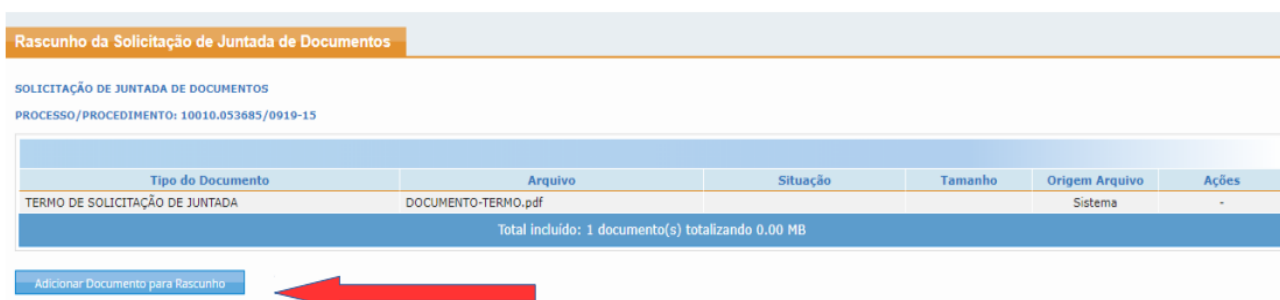 Rascunho da Solicitação de Juntada de Documentos
SOLICITAÇÃO DE JUNTADA DE DOCUMENTOS
PROCESSO/PROCEDIMENTO: 10010.053685/0919-15
Tipo do Documento Arquivo Situação Tamanho Origem Arquivo Ações
TERMO DE SOLICITAÇÃO DE JUNTADA DOCUMENTO-TERMO.pdf Sistema -
Total incluído: 1 documento(s) totalizando 0.00 MB
Adicionar Documento para Rascunho